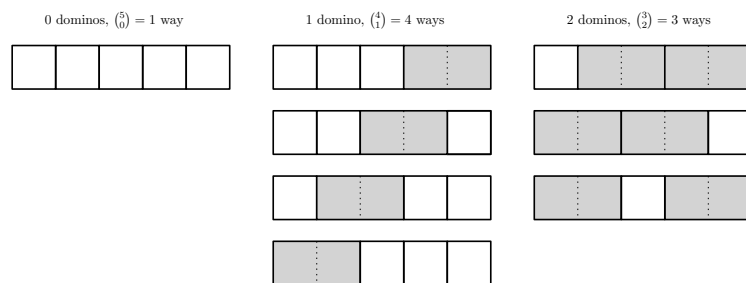 0 dominos, $\binom{5}{0} = 1$ way
1 domino, $\binom{4}{1} = 4$ ways
2 dominos, $\binom{3}{2} = 3$ ways